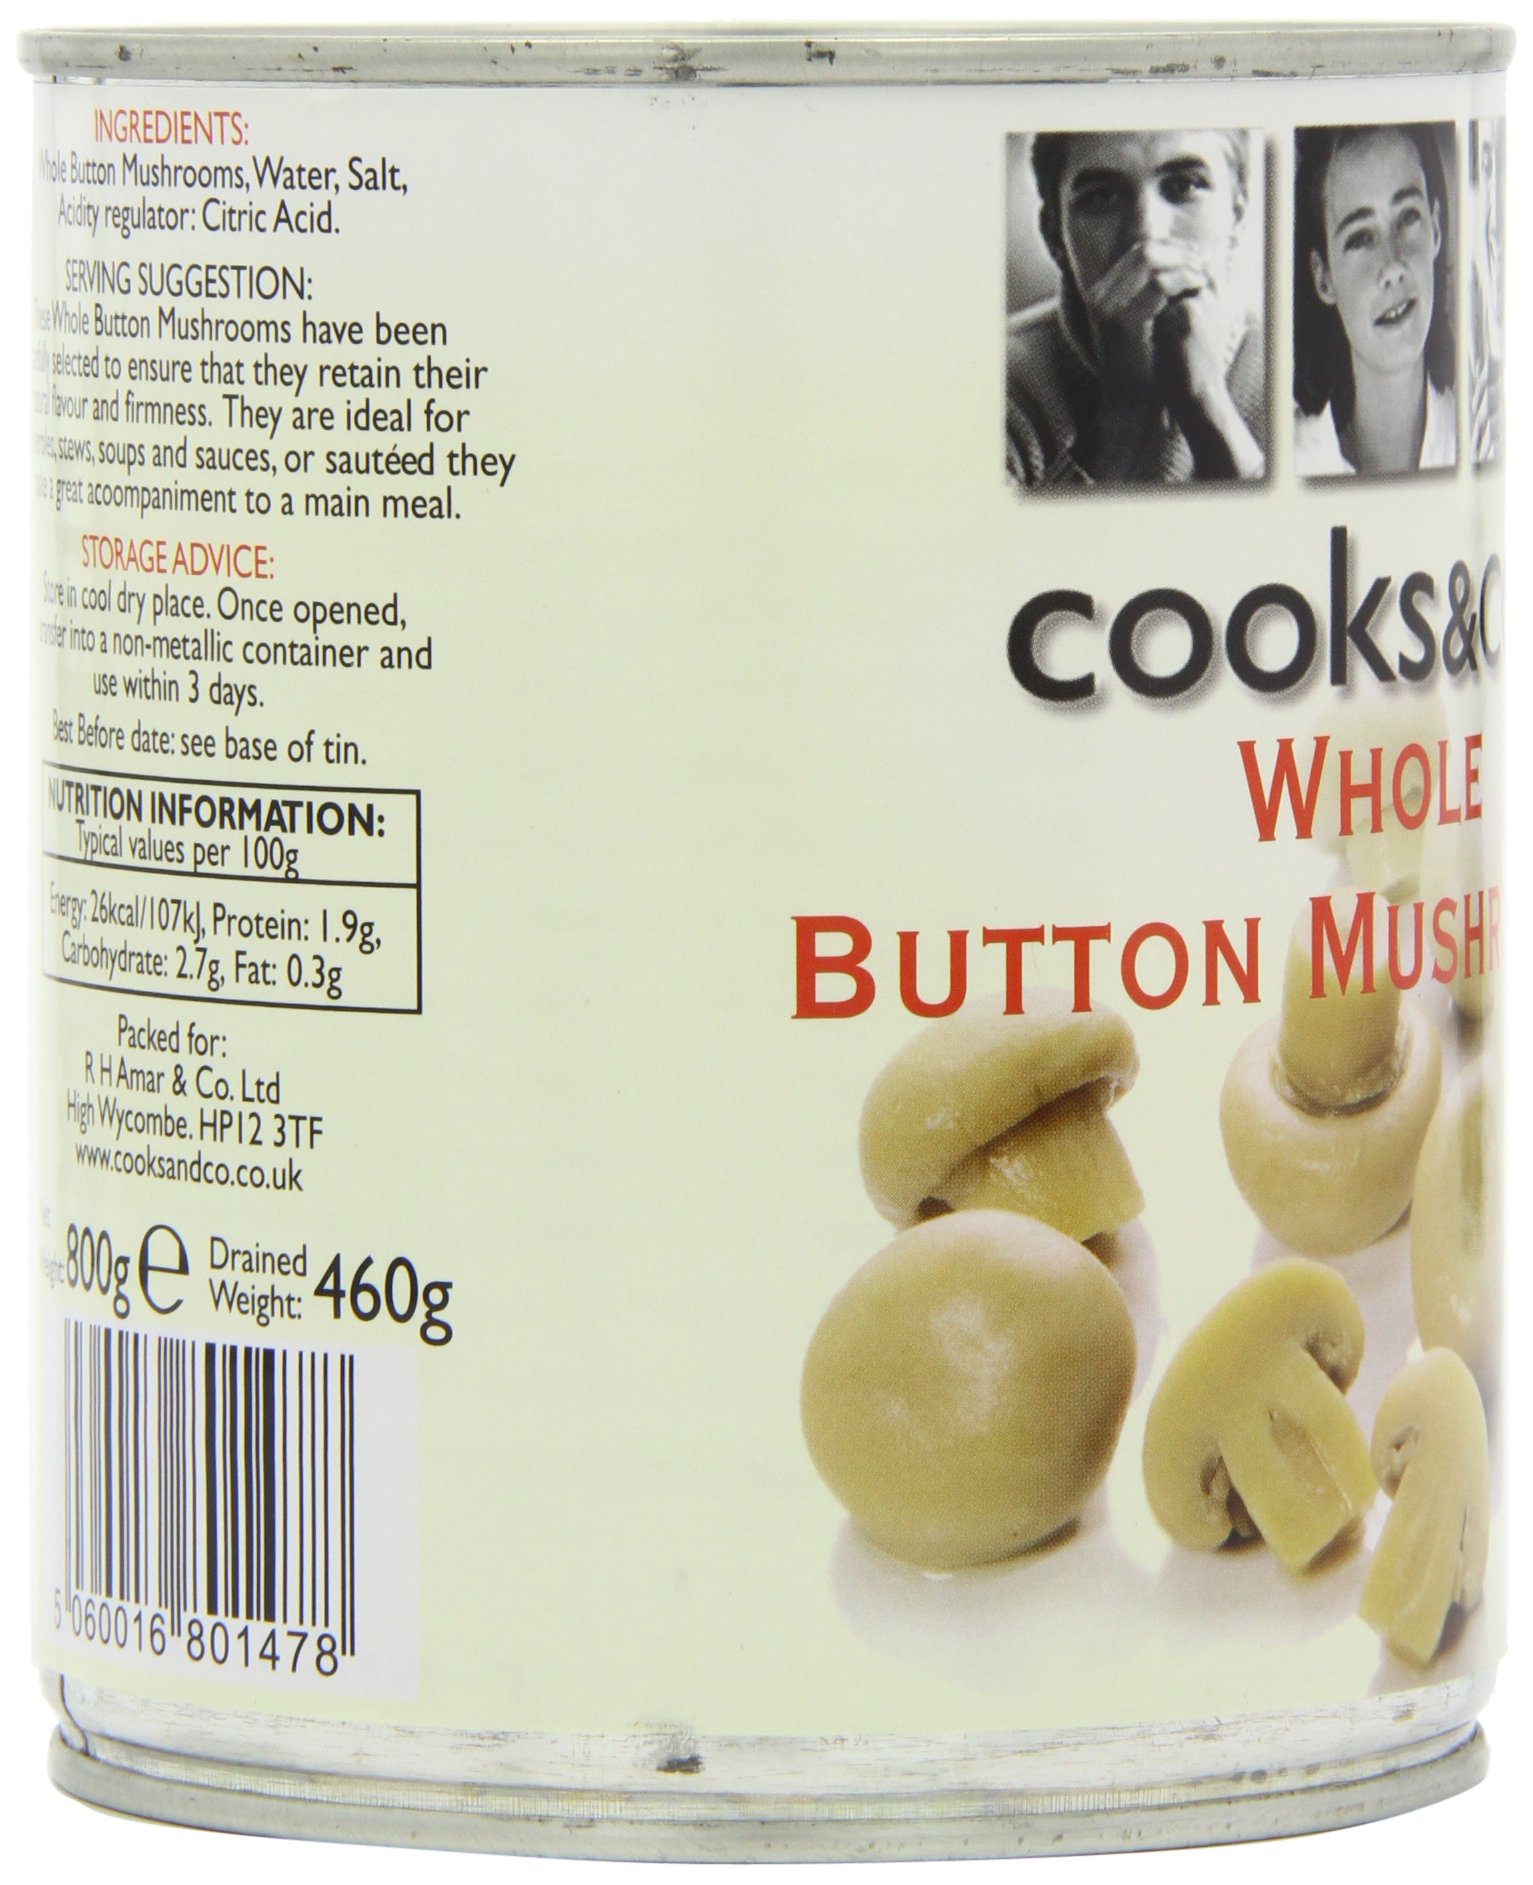 INGREDIENTS:
Whole Button Mushrooms, Water, Salt,
Acidity regulator: Citric Acid.
SERVING SUGGESTION:
These Whole Button Mushrooms have been
selected to ensure that they retain their
flavour and firmness. They are ideal for
stews, soups and sauces, or sautéed they
a great acoompaniment to a main meal.
STORAGE ADVICE:
Store in cool dry place. Once opened,
transfer into a non-metallic container and
use within 3 days.
Best Before date: see base of tin.
NUTRITION INFORMATION:
Typical values per 100g
Energy: 26kcal/107kJ, Protein: 1.9g,
Carbohydrate: 2.7g, Fat: 0.3g
Packed for:
R H Amar & Co. Ltd
High Wycombe. HP12 3TF
www.cooksandco.co.uk
Net
Weight: 800g e Drained
Weight: 460g
5 060016 801478
cooks&c
WHOLE
BUTTON MUSHR